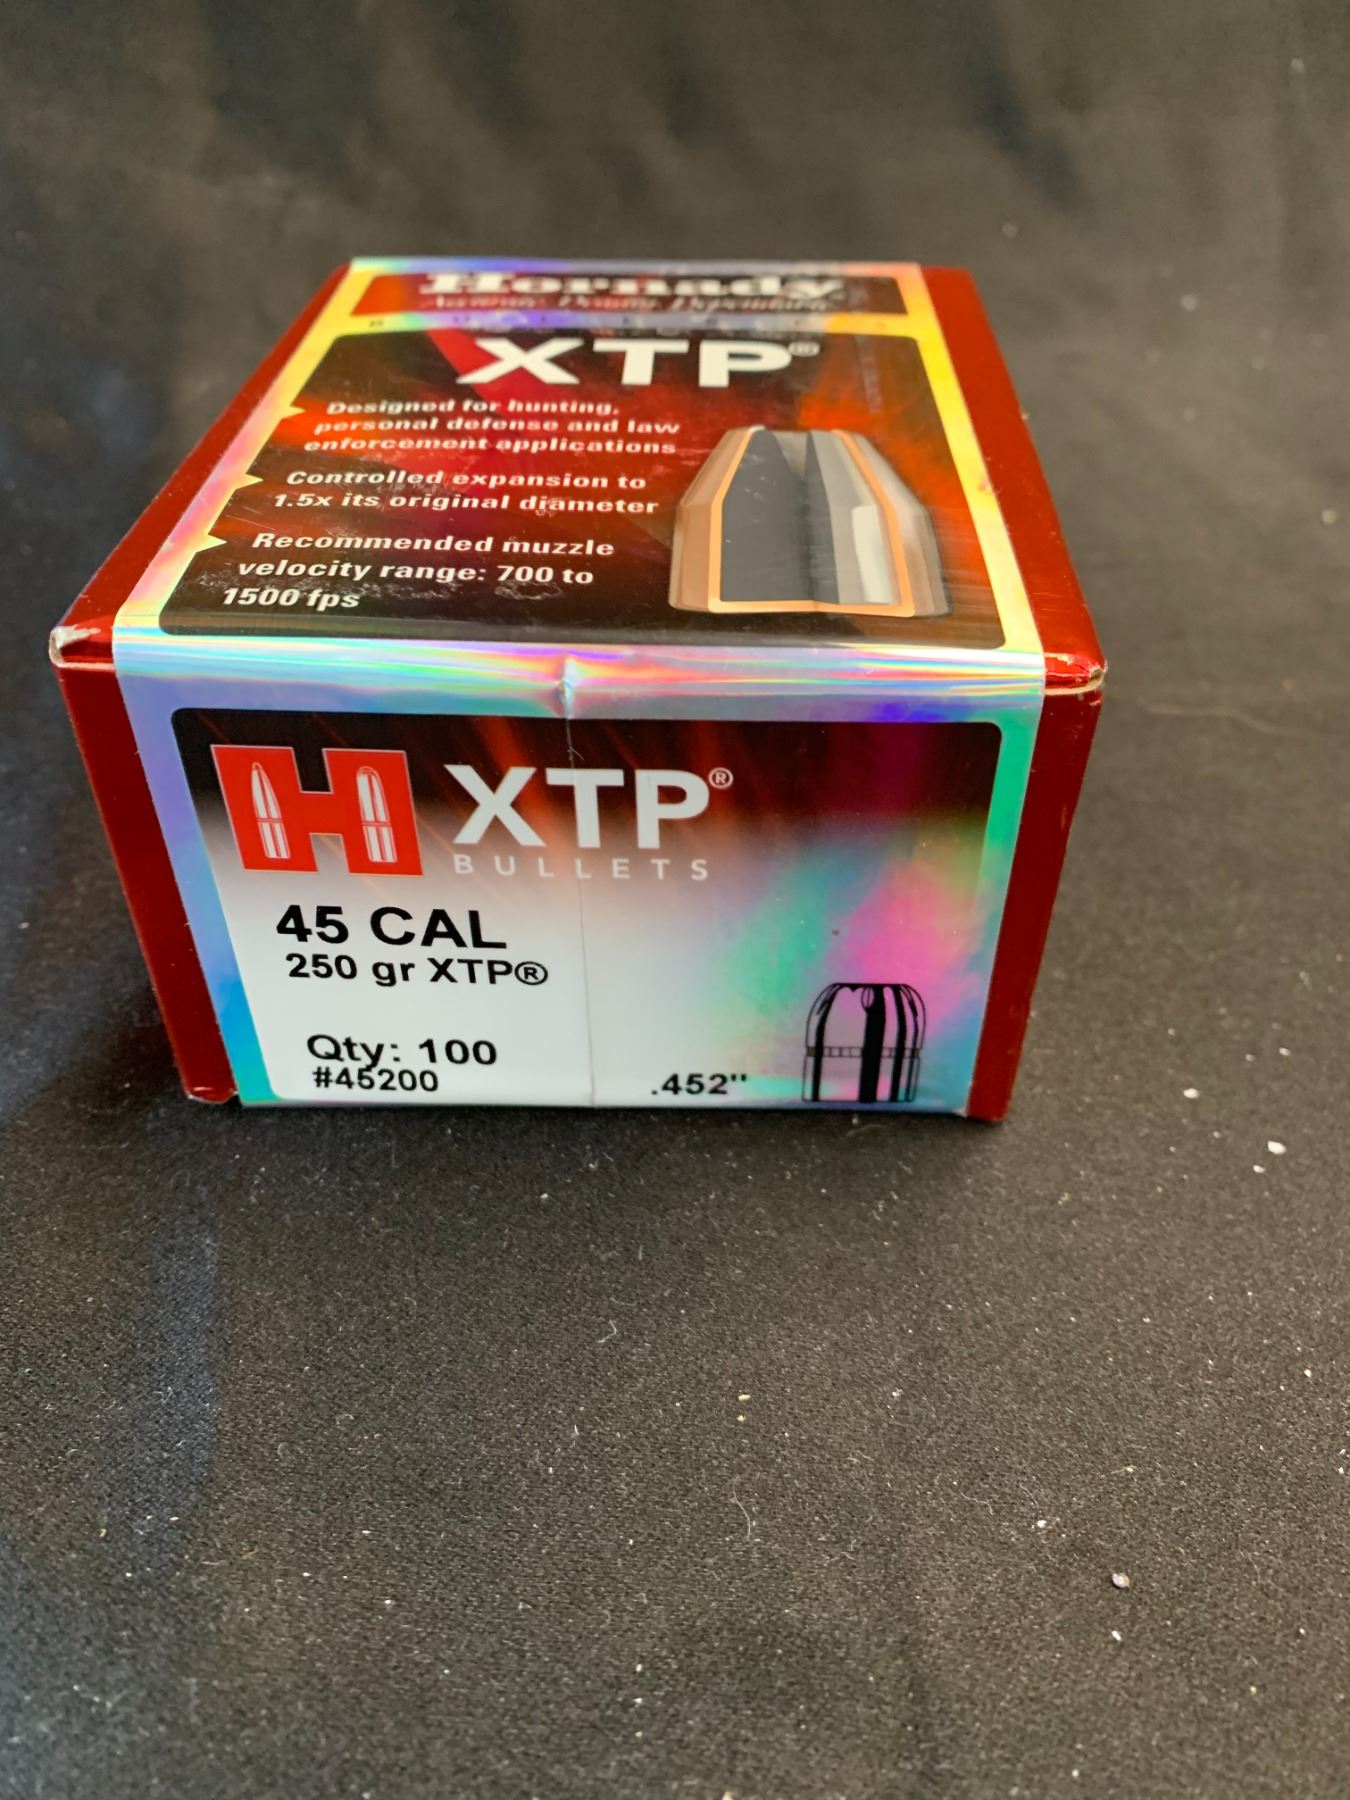 Hornady
XTP®
Designed for hunting,
personal defense and law
enforcement applications
Controlled expansion to
1.5x its original diameter
Recommended muzzle
velocity range: 700 to
1500 fps
H XTP®
BULLETS
45 CAL
250 gr XTP®
Qty: 100
#45200
.452"